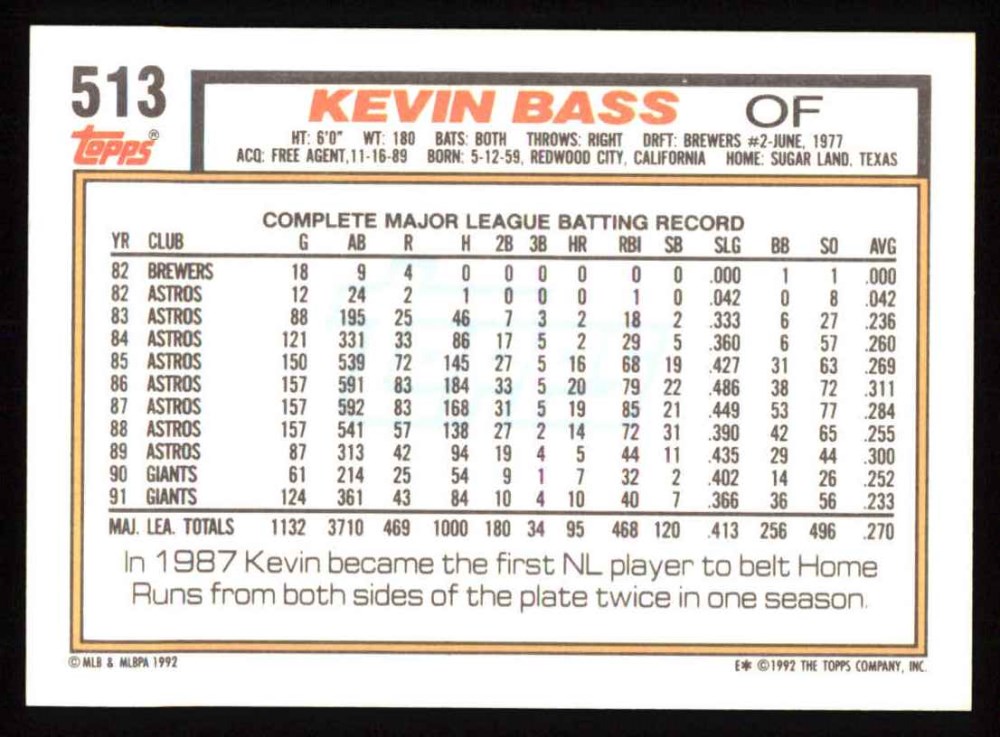 513
KEVIN BASS OF
Topps®
HT: 6'0" WT: 180 BATS: BOTH THROWS: RIGHT DRFT: BREWERS #2-JUNE, 1977
ACQ: FREE AGENT, 11-16-89 BORN: 5-12-59, REDWOOD CITY, CALIFORNIA HOME: SUGAR LAND, TEXAS
COMPLETE MAJOR LEAGUE BATTING RECORD
YR CLUB G AB R H 2B 3B HR RBI SB SLG BB SO AVG
82 BREWERS 18 9 4 0 0 0 0 0 0 .000 1 1 .000
82 ASTROS 12 24 2 1 0 0 0 1 0 .042 0 8 .042
83 ASTROS 88 195 25 46 7 3 2 18 2 .333 6 27 .236
84 ASTROS 121 331 33 86 17 5 2 29 5 .360 6 57 .260
85 ASTROS 150 539 72 145 27 5 16 68 19 .427 31 63 .269
86 ASTROS 157 591 83 184 33 5 20 79 22 .486 38 72 .311
87 ASTROS 157 592 83 168 31 5 19 85 21 .449 53 77 .284
88 ASTROS 157 541 57 138 27 2 14 72 31 .390 42 65 .255
89 ASTROS 87 313 42 94 19 4 5 44 11 .435 29 44 .300
90 GIANTS 61 214 25 54 9 1 7 32 2 .402 14 26 .252
91 GIANTS 124 361 43 84 10 4 10 40 7 .366 36 56 .233
MAJ. LEA. TOTALS 1132 3710 469 1000 180 34 95 468 120 .413 256 496 .270
In 1987 Kevin became the first NL player to belt Home
Runs from both sides of the plate twice in one season.
© MLB & MLBPA 1992
E* ©1992 THE TOPPS COMPANY, INC.